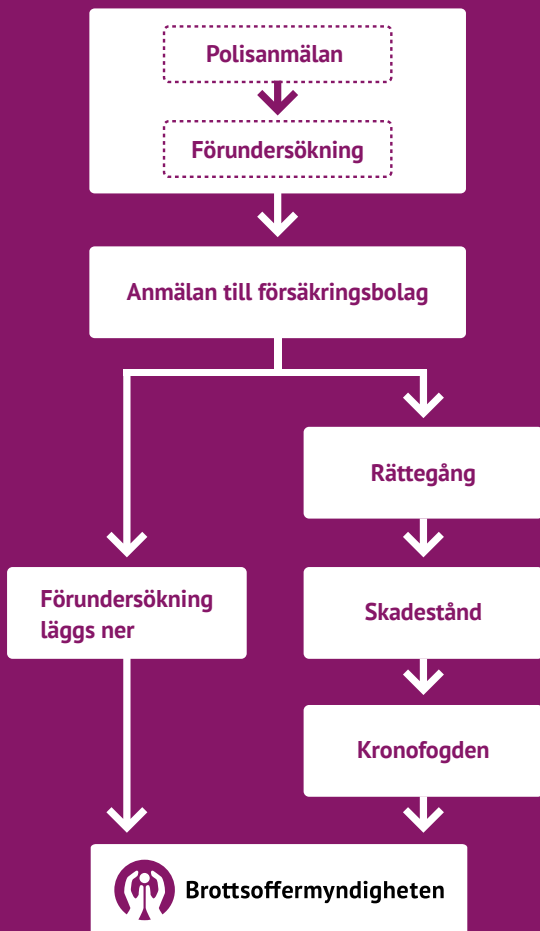 Polisanmälan
Förundersökning
Anmälan till försäkringsbolag
Rättegång
Förundersökning
läggs ner
Skadestånd
Kronofogden
Brottsoffermyndigheten